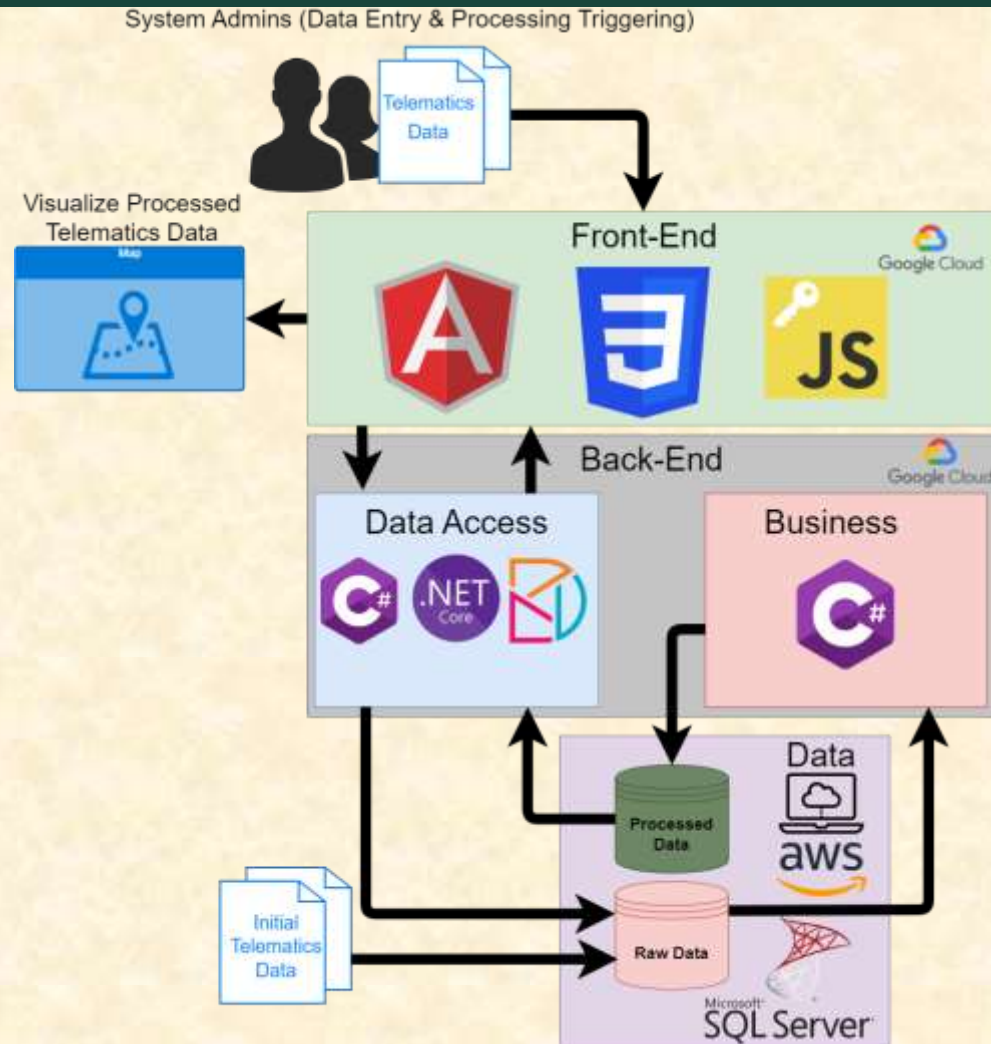 System Admins (Data Entry & Processing Triggering)
Telematics
Data
Visualize Processed
Telematics Data
Map
Front-End
Google Cloud
JS
Back-End
Google Cloud
Data Access
C#
.NET
Core
Business
C#
Data
aws
Processed
Data
Raw Data
Initial
Telematics
Data
Microsoft
SQL Server